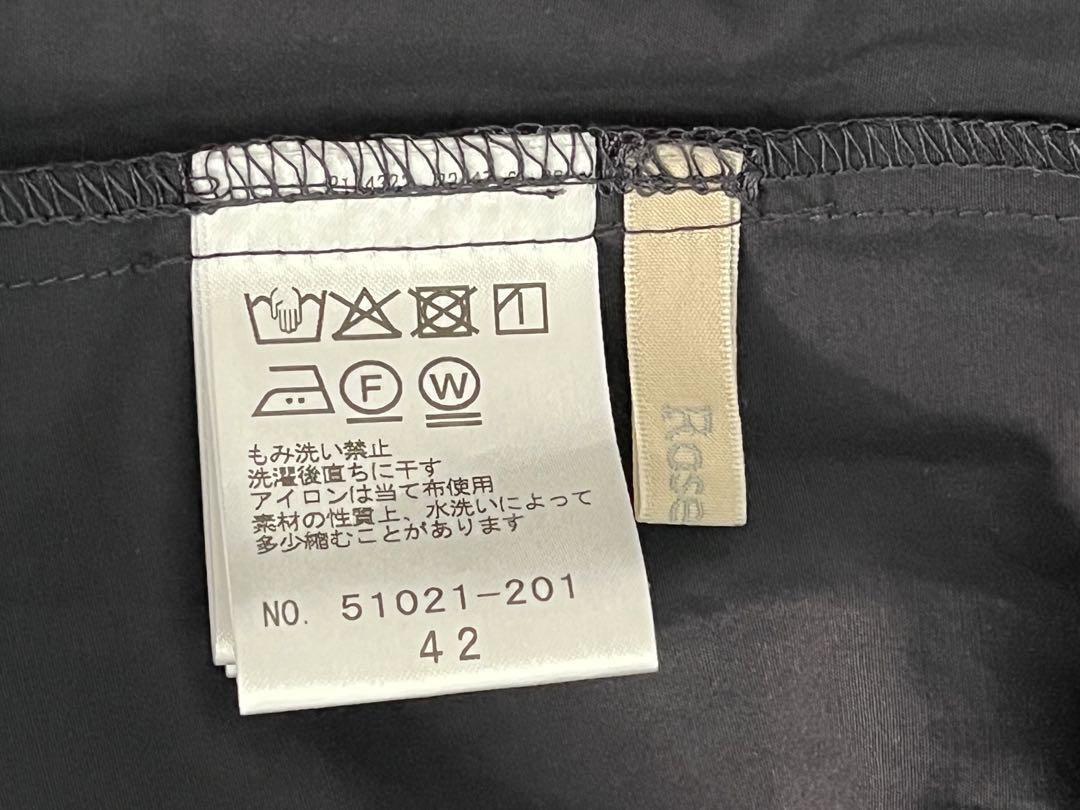 F W
もみ洗い禁止
洗濯後直ちに干す
アイロンは当て布使用
素材の性質上、水洗いによって
多少縮むことがあります
NO. 51021-201
42
Rose